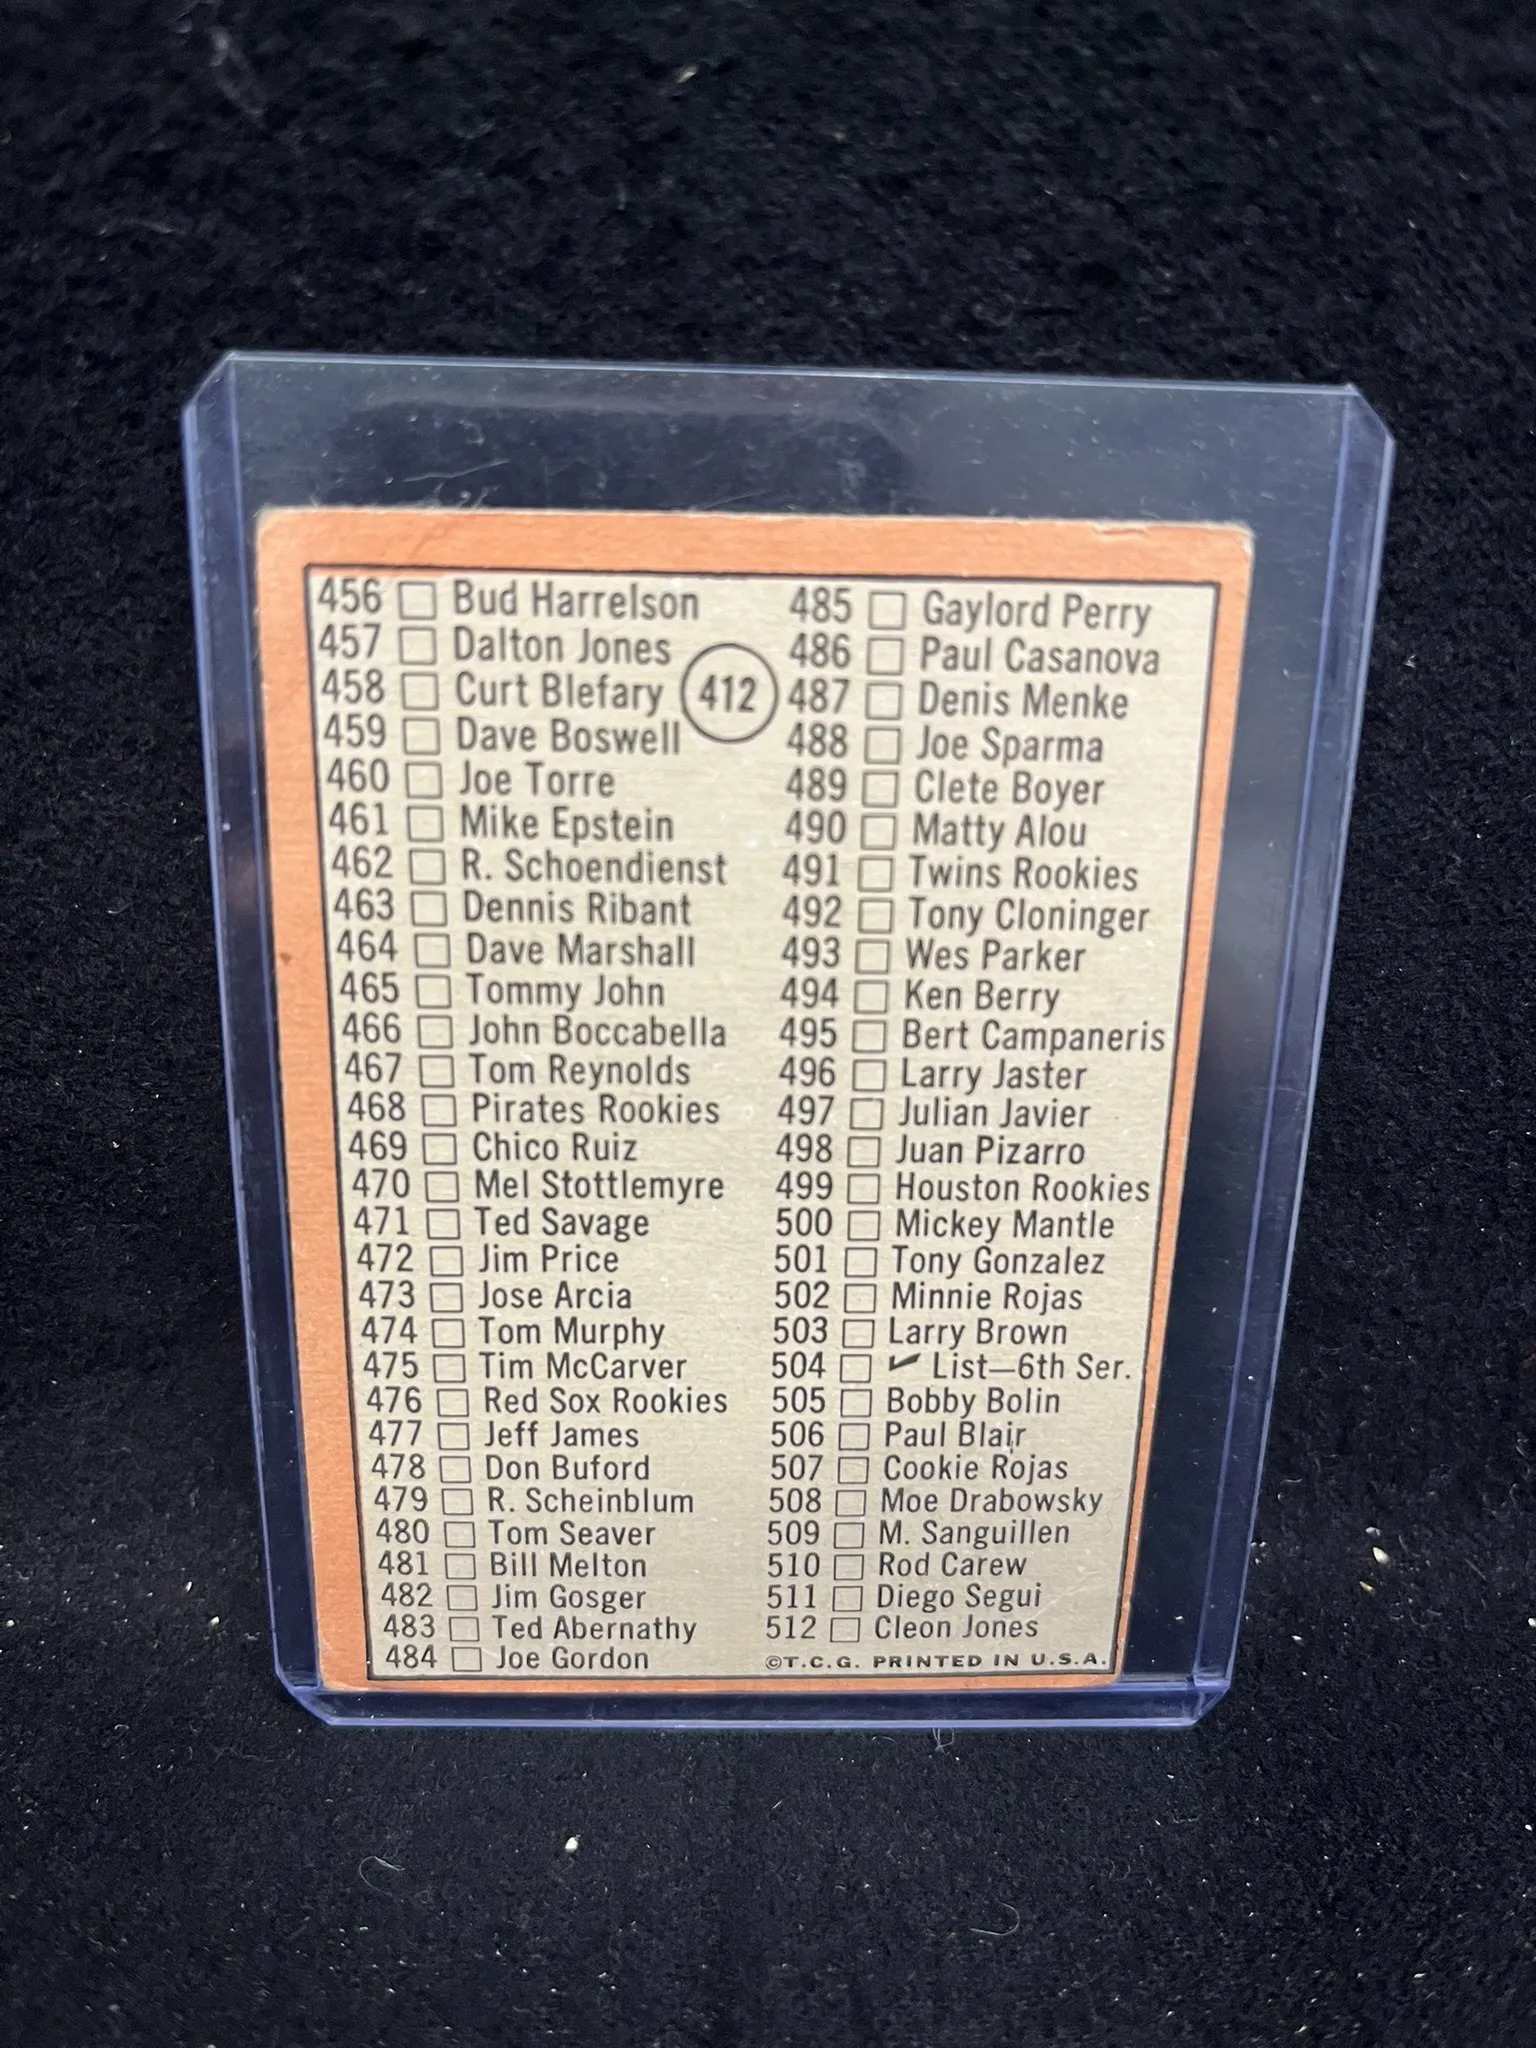 456 Bud Harrelson
457 Dalton Jones
458 Curt Blefary
459 Dave Boswell
460 Joe Torre
461 Mike Epstein
462 R. Schoendienst
463 Dennis Ribant
464 Dave Marshall
465 Tommy John
466 John Boccabella
467 Tom Reynolds
468 Pirates Rookies
469 Chico Ruiz
470 Mel Stottlemyre
471 Ted Savage
472 Jim Price
473 Jose Arcia
474 Tom Murphy
475 Tim McCarver
476 Red Sox Rookies
477 Jeff James
478 Don Buford
479 R. Scheinblum
480 Tom Seaver
481 Bill Melton
482 Jim Gosger
483 Ted Abernathy
484 Joe Gordon
412
485 Gaylord Perry
486 Paul Casanova
487 Denis Menke
488 Joe Sparma
489 Clete Boyer
490 Matty Alou
491 Twins Rookies
492 Tony Cloninger
493 Wes Parker
494 Ken Berry
495 Bert Campaneris
496 Larry Jaster
497 Julian Javier
498 Juan Pizarro
499 Houston Rookies
500 Mickey Mantle
501 Tony Gonzalez
502 Minnie Rojas
503 Larry Brown
504 ✓ List—6th Ser.
505 Bobby Bolin
506 Paul Blair
507 Cookie Rojas
508 Moe Drabowsky
509 M. Sanguillen
510 Rod Carew
511 Diego Segui
512 Cleon Jones
©T.C.G. PRINTED IN U.S.A.